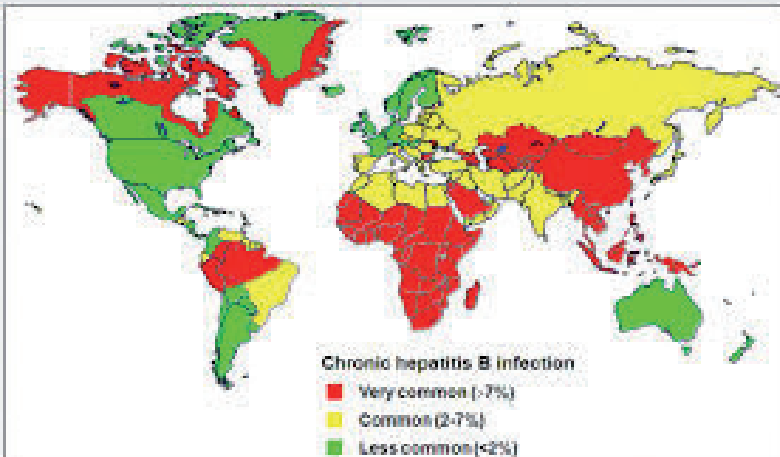 Chronic hepatitis B infection
Very common (>7%)
Common (2-7%)
Less common (<2%)